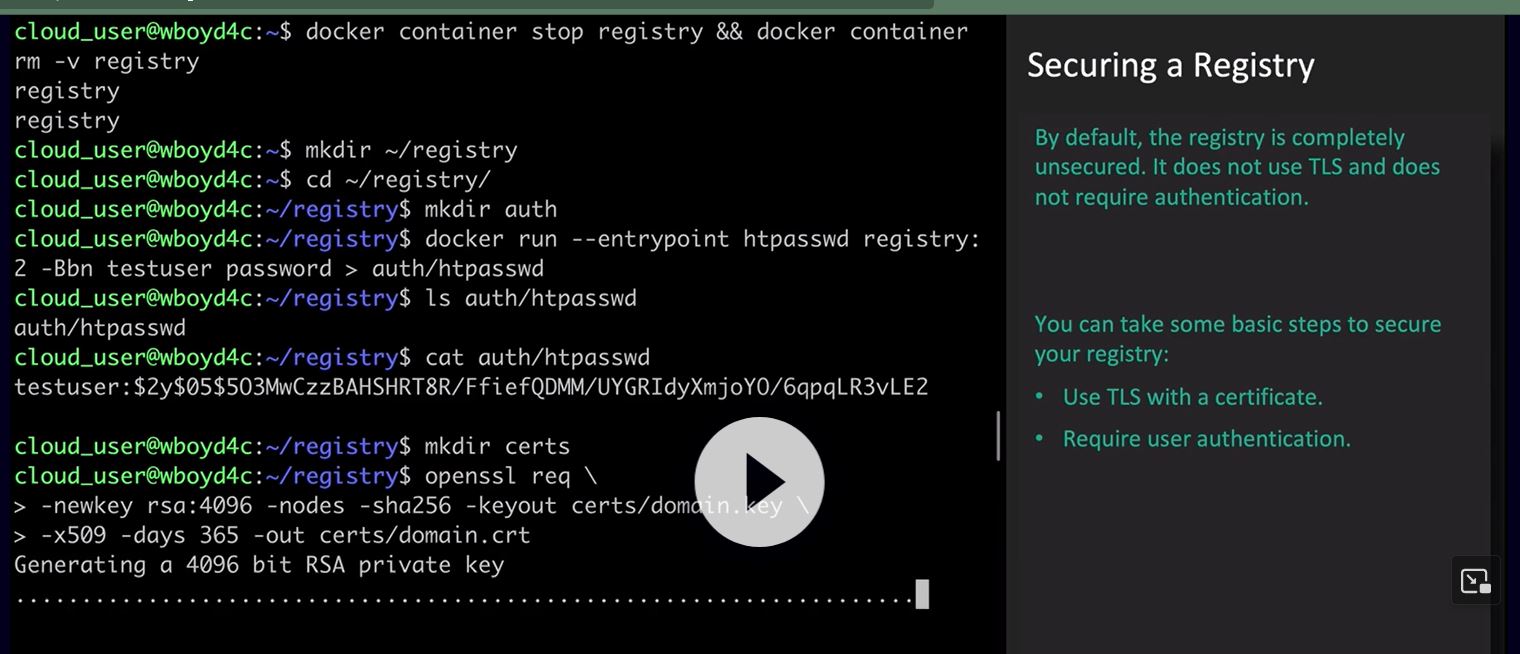 cloud_user@wboyd4c:~$ docker container stop registry && docker container
rm -v registry
registry
registry
cloud_user@wboyd4c:~$ mkdir ~/registry
cloud_user@wboyd4c:~$ cd ~/registry/
cloud_user@wboyd4c:~/registry$ mkdir auth
cloud_user@wboyd4c:~/registry$ docker run --entrypoint htpasswd registry:
2 -Bbn testuser password > auth/htpasswd
cloud_user@wboyd4c:~/registry$ ls auth/htpasswd
auth/htpasswd
cloud_user@wboyd4c:~/registry$ cat auth/htpasswd
testuser:$2y$05$5O3MwCzzBAHSHRT8R/FfiefQDMM/UYGRIdyXmjoYO/6qpqLR3vLE2
cloud_user@wboyd4c:~/registry$ mkdir certs
cloud_user@wboyd4c:~/registry$ openssl req \
> -newkey rsa:4096 -nodes -sha256 -keyout certs/domain.key \
> -x509 -days 365 -out certs/domain.crt
Generating a 4096 bit RSA private key
....................................................................
Securing a Registry
By default, the registry is completely
unsecured. It does not use TLS and does
not require authentication.
You can take some basic steps to secure
your registry:
• Use TLS with a certificate.
• Require user authentication.